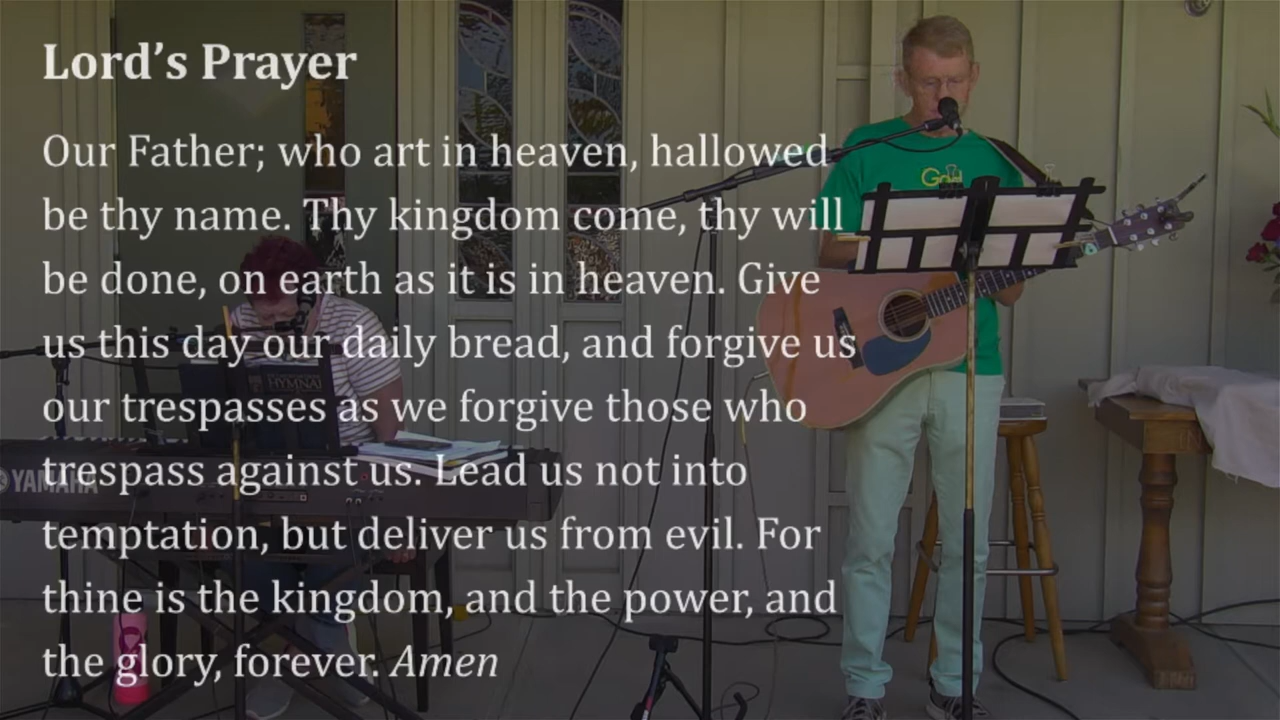 Lord's Prayer
Our Father; who art in heaven, hallowed
be thy name. Thy kingdom come, thy will
be done, on earth as it is in heaven. Give
us this day our daily bread, and forgive us
our trespasses as we forgive those who
trespass against us. Lead us not into
temptation, but deliver us from evil. For
thine is the kingdom, and the power, and
the glory, forever. Amen
HYMNAL
YAMAHA